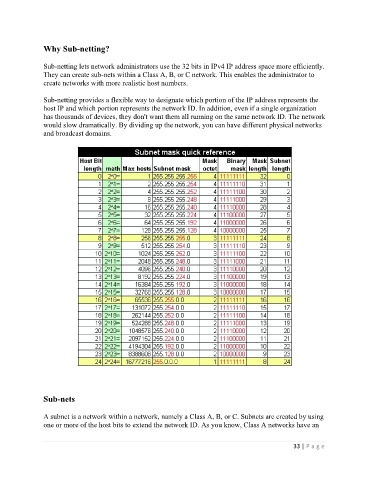 Why Sub-netting?
Sub-netting lets network administrators use the 32 bits in IPv4 IP address space more efficiently.
They can create sub-nets within a Class A, B, or C network. This enables the administrator to
create networks with more realistic host numbers.
Sub-netting provides a flexible way to designate which portion of the IP address represents the
host IP and which portion represents the network ID. In addition, even if a single organization
has thousands of devices, they don't want them all running on the same network ID. The network
would slow dramatically. By dividing up the network, you can have different physical networks
and broadcast domains.
Subnet mask quick reference
Host Bit Mask Binary Mask Subnet
length math Max hosts Subnet mask octet mask length length
0 2^0= 1 255.255.255.255 4 11111111 32 0
1 2^1= 2 255.255.255.254 4 11111110 31 1
2 2^2= 4 255.255.255.252 4 11111100 30 2
3 2^3= 8 255.255.255.248 4 11111000 29 3
4 2^4= 16 255.255.255.240 4 11110000 28 4
5 2^5= 32 255.255.255.224 4 11100000 27 5
6 2^6= 64 255.255.255.192 4 11000000 26 6
7 2^7= 128 255.255.255.128 4 10000000 25 7
8 2^8= 256 255.255.255.0 3 11111111 24 8
9 2^9= 512 255.255.254.0 3 11111110 23 9
10 2^10= 1024 255.255.252.0 3 11111100 22 10
11 2^11= 2048 255.255.248.0 3 11111000 21 11
12 2^12= 4096 255.255.240.0 3 11110000 20 12
13 2^13= 8192 255.255.224.0 3 11100000 19 13
14 2^14= 16384 255.255.192.0 3 11000000 18 14
15 2^15= 32768 255.255.128.0 3 10000000 17 15
16 2^16= 65536 255.255.0.0 2 11111111 16 16
17 2^17= 131072 255.254.0.0 2 11111110 15 17
18 2^18= 262144 255.252.0.0 2 11111100 14 18
19 2^19= 524288 255.248.0.0 2 11111000 13 19
20 2^20= 1048576 255.240.0.0 2 11110000 12 20
21 2^21= 2097152 255.224.0.0 2 11100000 11 21
22 2^22= 4194304 255.192.0.0 2 11000000 10 22
23 2^23= 8388608 255.128.0.0 2 10000000 9 23
24 2^24= 16777216 255.0.0.0 1 11111111 8 24
Sub-nets
A subnet is a network within a network, namely a Class A, B, or C. Subnets are created by using
one or more of the host bits to extend the network ID. As you know, Class A networks have an
33 | Page